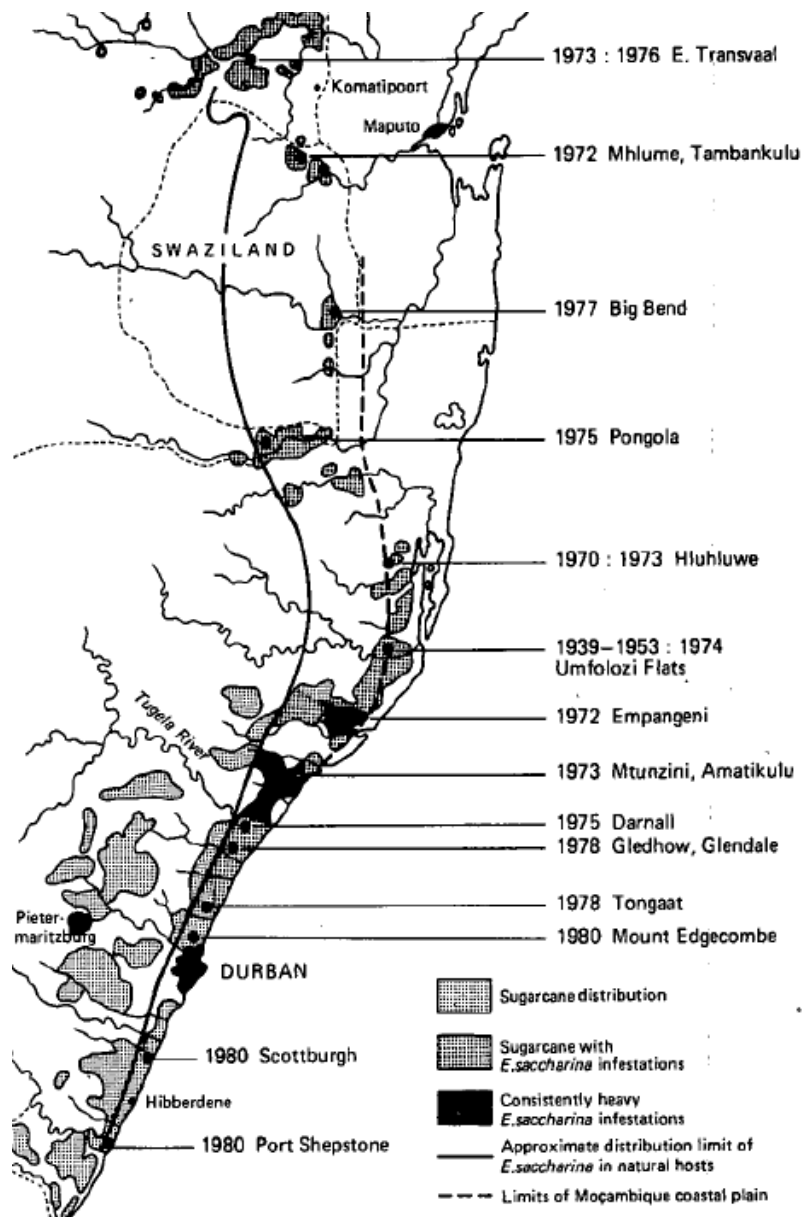 1973 : 1976 E. Transvaal
Komatipoort
Maputo
1972 Mhlume, Tambankulu
SWAZILAND
1977 Big Bend
1975 Pongola
1970 : 1973 Hluhluwe
1939–1953 : 1974
Umfolozi Flats
Tugela River
1972 Empangeni
1973 Mtunzini, Amatikulu
1975 Darnall
1978 Gledhow, Glendale
1978 Tongaat
Pieter-
maritzburg
1980 Mount Edgecombe
DURBAN
Sugarcane distribution
Sugarcane with
E.saccharina infestations
1980 Scottburgh
Hibberdene
Consistently heavy
E.saccharina infestations
1980 Port Shepstone
Approximate distribution limit of
E.saccharina in natural hosts
Limits of Moçambique coastal plain